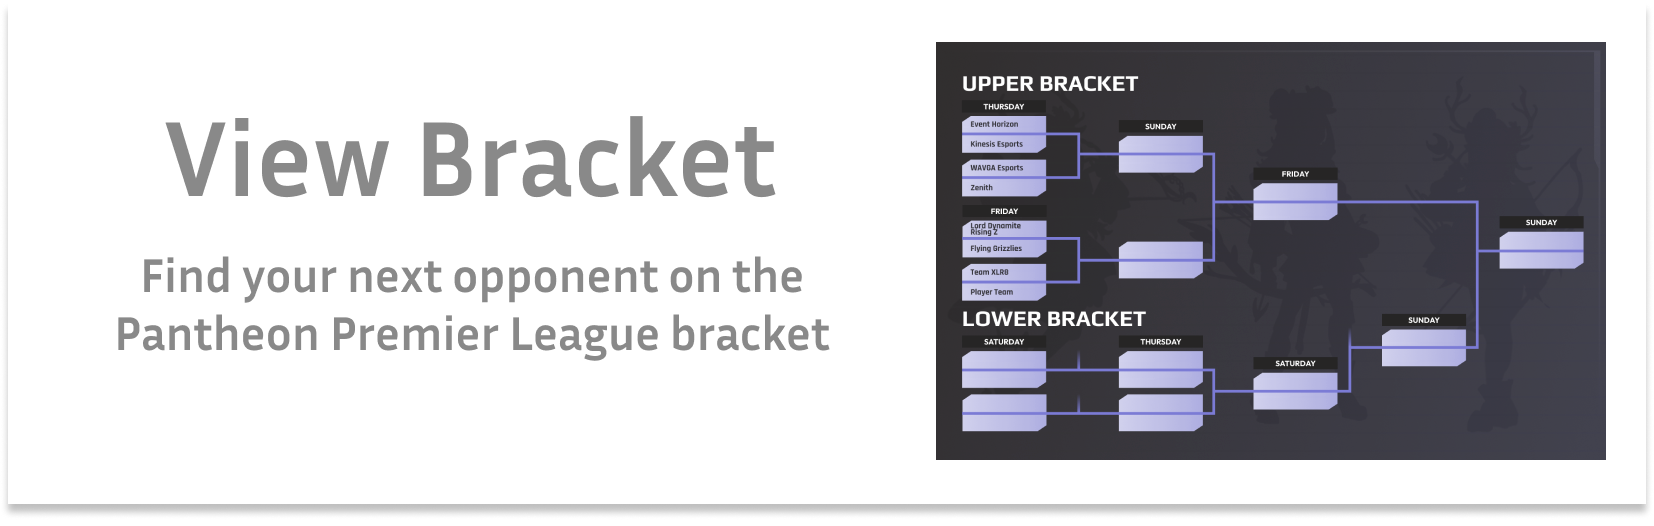 View Bracket
Find your next opponent on the
Pantheon Premier League bracket
UPPER BRACKET
THURSDAY
Event Horizon
Kinesis Esports
WAVGA Esports
Zenith
FRIDAY
Lord Dynamite
Rising Z
Flying Grizzlies
Team XLR8
Player Team
SUNDAY
FRIDAY
SUNDAY
LOWER BRACKET
SATURDAY
THURSDAY
SATURDAY
SUNDAY